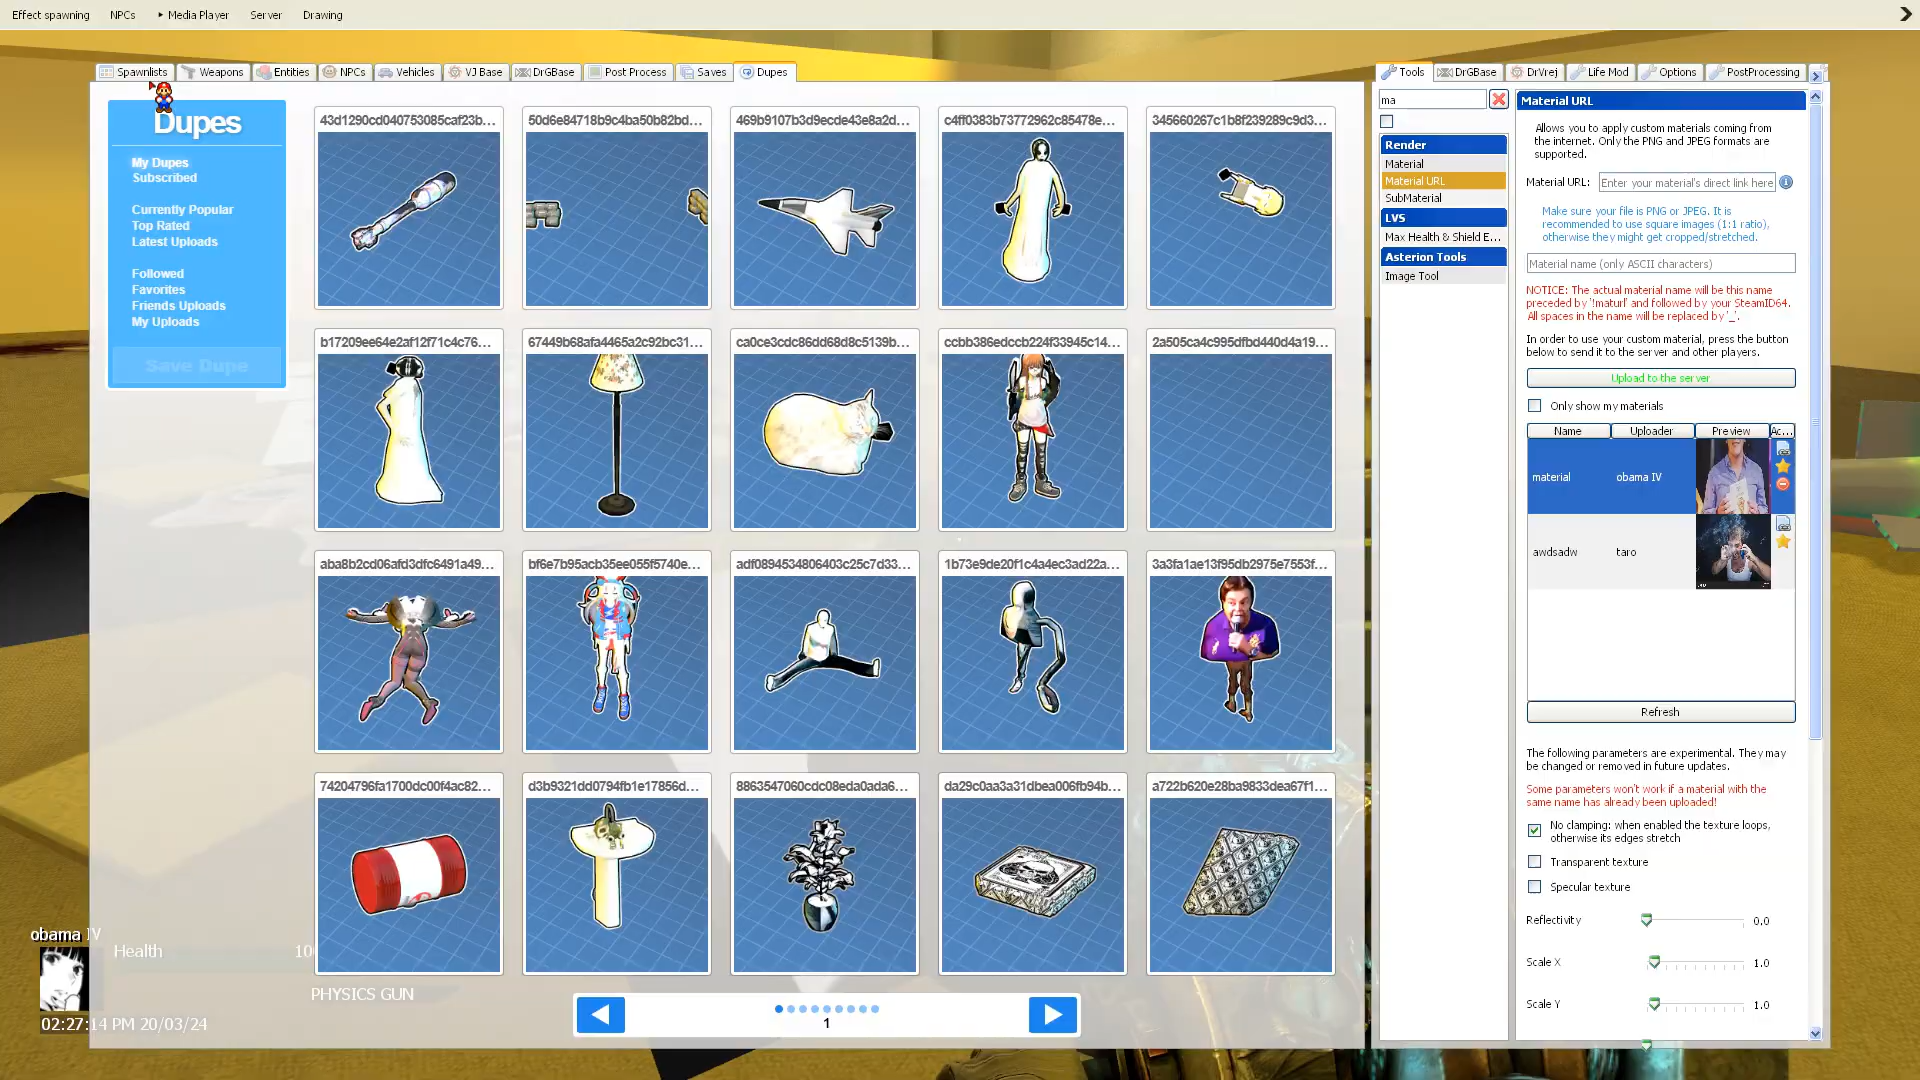 Effect spawning NPCs Media Player Server Drawing
Spawnlists Weapons Entities NPCs Vehicles VJ Base DrGBase Post Process Saves Dupes
Tools DrGBase DrVrej Life Mod Options PostProcessing
Dupes
My Dupes
Subscribed
Currently Popular
Top Rated
Latest Uploads
Followed
Favorites
Friends Uploads
My Uploads
Save Dupe
43d1290cd040753085caf23b...
50d6e84718b9c4ba50b82bd...
469b9107b3d9ecde43e8a2d...
c4ff0383b73772962c85478e...
345660267c1b8f239289c9d3...
b17209ee64e2af12f71c4c76...
67449b68afa4465a2c92bc31...
ca0ce3cdc86dd68d8c5139b...
ccbb386edccb224f33945c14...
2a505ca4c995dfbd440d4a19...
aba8b2cd06afd3dfc6491a49...
bf6e7b95acb35ee055f5740e...
adf0894534806403c25c7d33...
1b73e9de20f1c4a4ec3ad22a...
3a3fa1ae13f95db2975e7553f...
74204796fa1700dc00f4ac82...
d3b9321dd0794fb1e17856d...
8863547060cdc08eda0ada6...
da29c0aa3a31dbea006fb94b...
a722b620e28ba9833dea67f1...
1
obama IV
Health 10
PHYSICS GUN
02:27:14 PM 20/03/24
ma
Render
Material
Material URL
SubMaterial
LVS
Max Health & Shield E...
Asterion Tools
Image Tool
Material URL
Allows you to apply custom materials coming from
the internet. Only the PNG and JPEG formats are
supported.
Material URL: Enter your material's direct link here
Make sure your file is PNG or JPEG. It is
recommended to use square images (1:1 ratio),
otherwise they might get cropped/stretched.
Material name (only ASCII characters)
NOTICE: The actual material name will be this name
preceded by '!maturl' and followed by your SteamID64.
All spaces in the name will be replaced by '_'.
In order to use your custom material, press the button
below to send it to the server and other players.
Upload to the server
Only show my materials
Name Uploader Preview Ac...
material obama IV
awdsadw taro
Refresh
The following parameters are experimental. They may
be changed or removed in future updates.
Some parameters won't work if a material with the
same name has already been uploaded!
No clamping: when enabled the texture loops,
otherwise its edges stretch
Transparent texture
Specular texture
Reflectivity 0.0
Scale X 1.0
Scale Y 1.0